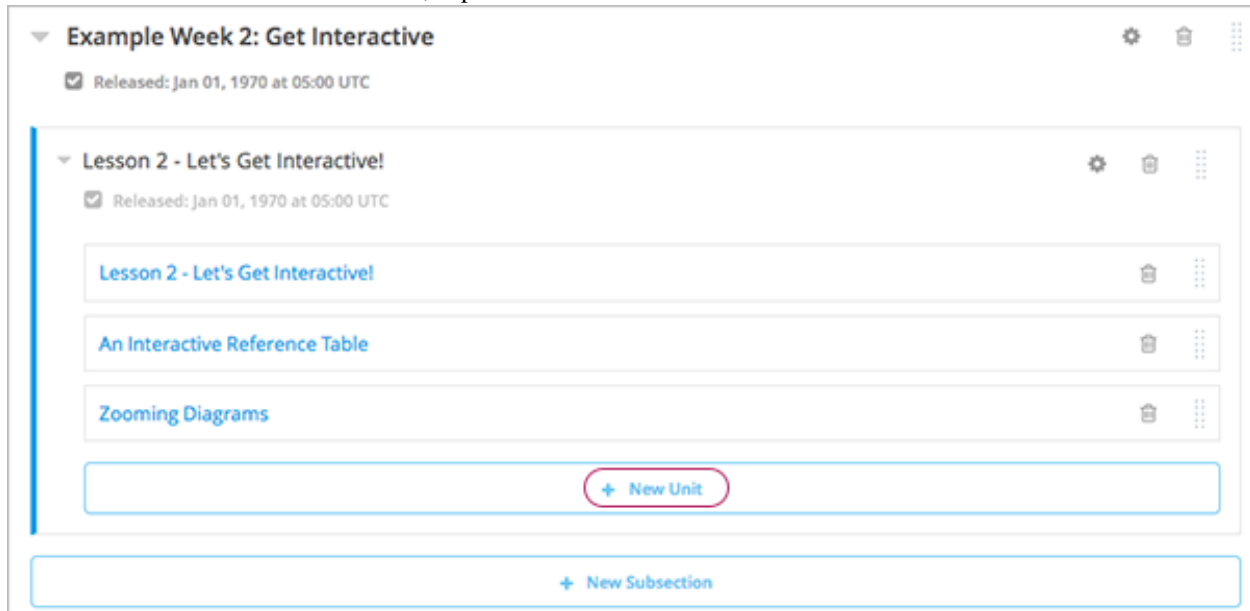 Example Week 2: Get Interactive
Released: Jan 01, 1970 at 05:00 UTC
Lesson 2 - Let's Get Interactive!
Released: Jan 01, 1970 at 05:00 UTC
Lesson 2 - Let's Get Interactive!
An Interactive Reference Table
Zooming Diagrams
+ New Unit
+ New Subsection